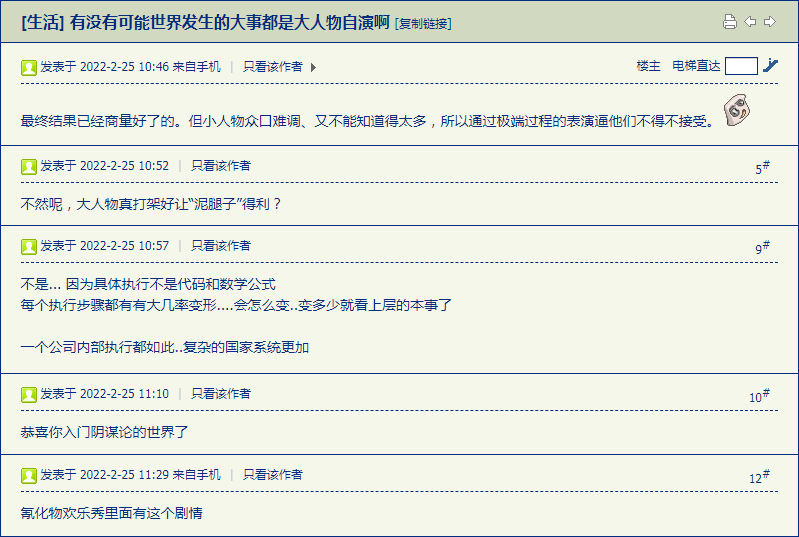 [生活] 有没有可能世界发生的大事都是大人物自演啊 [复制链接]
发表于 2022-2-25 10:46 来自手机 | 只看该作者 楼主 电梯直达
最终结果已经商量好了的。但小人物众口难调、又不能知道得太多，所以通过极端过程的表演逼他们不得不接受。
发表于 2022-2-25 10:52 | 只看该作者 5#
不然呢，大人物真打架好让“泥腿子”得利？
发表于 2022-2-25 10:57 | 只看该作者 9#
不是... 因为具体执行不是代码和数学公式
每个执行步骤都有有大几率变形....会怎么变..变多少就看上层的本事了
一个公司内部执行都如此..复杂的国家系统更加
发表于 2022-2-25 11:10 | 只看该作者 10#
恭喜你入门阴谋论的世界了
发表于 2022-2-25 11:29 来自手机 | 只看该作者 12#
氰化物欢乐秀里面有这个剧情